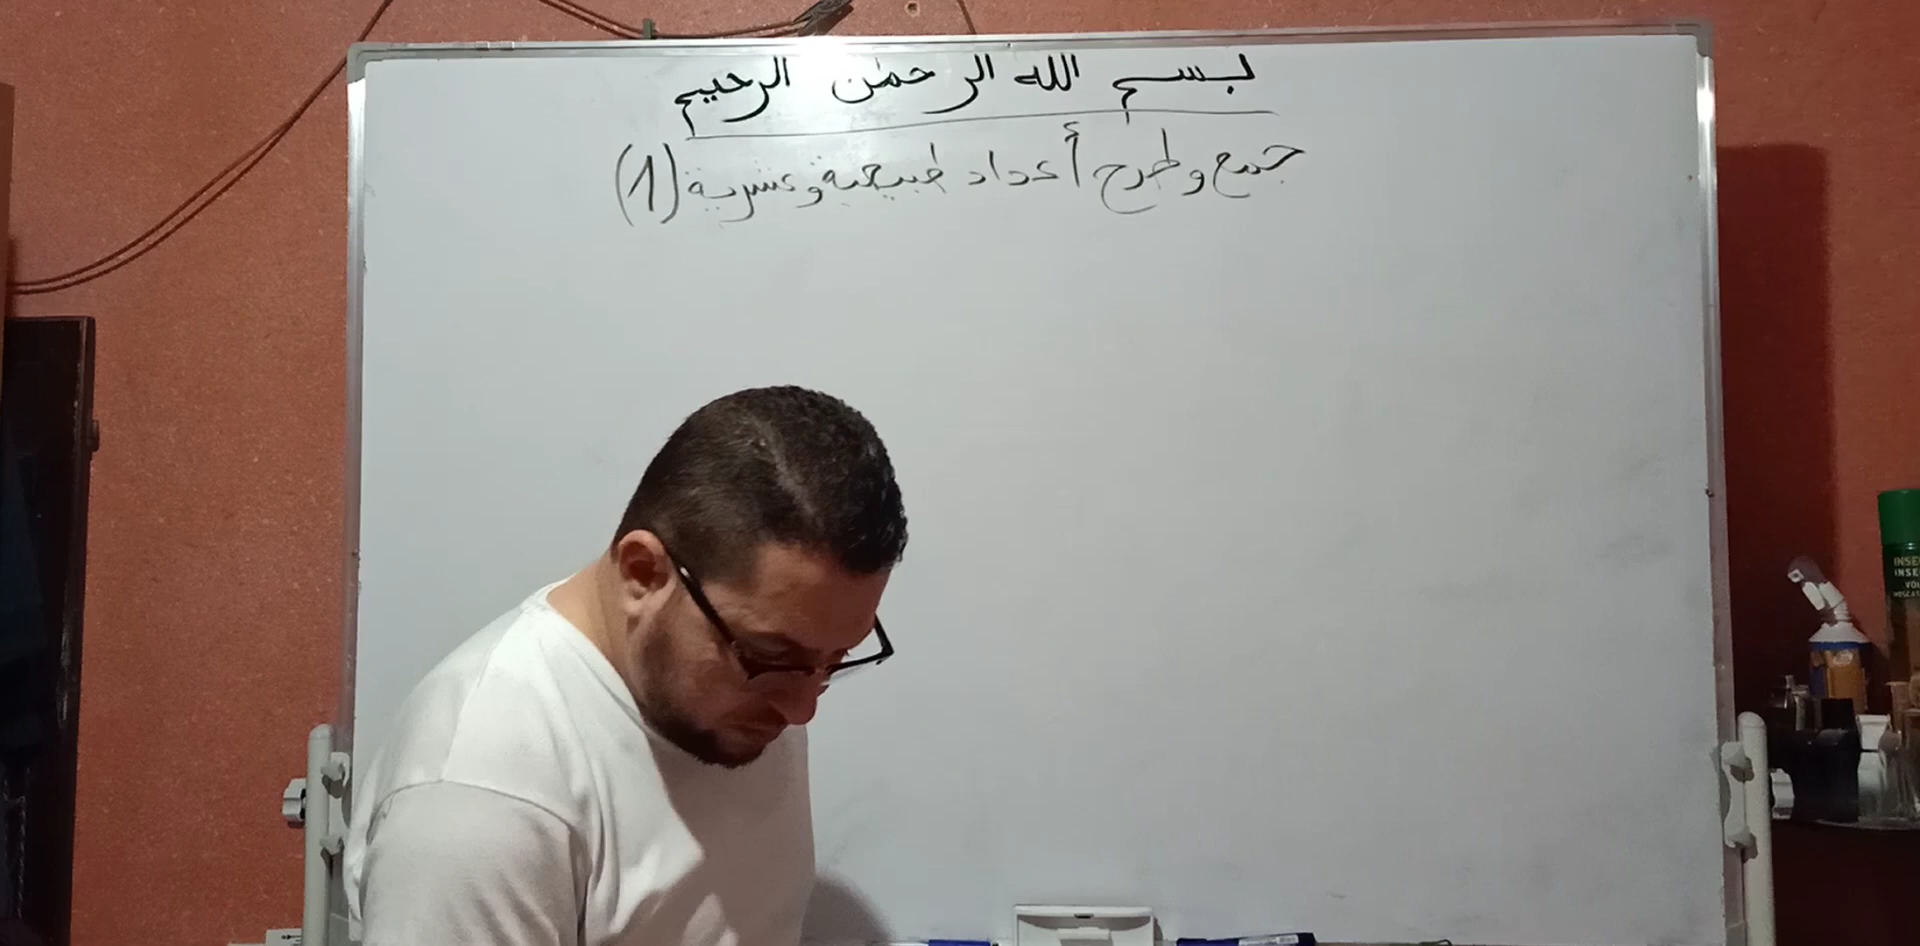 بسم الله الرحمن الرحيم
جمع وطرح أعداد طبيعية وعشرية (1)